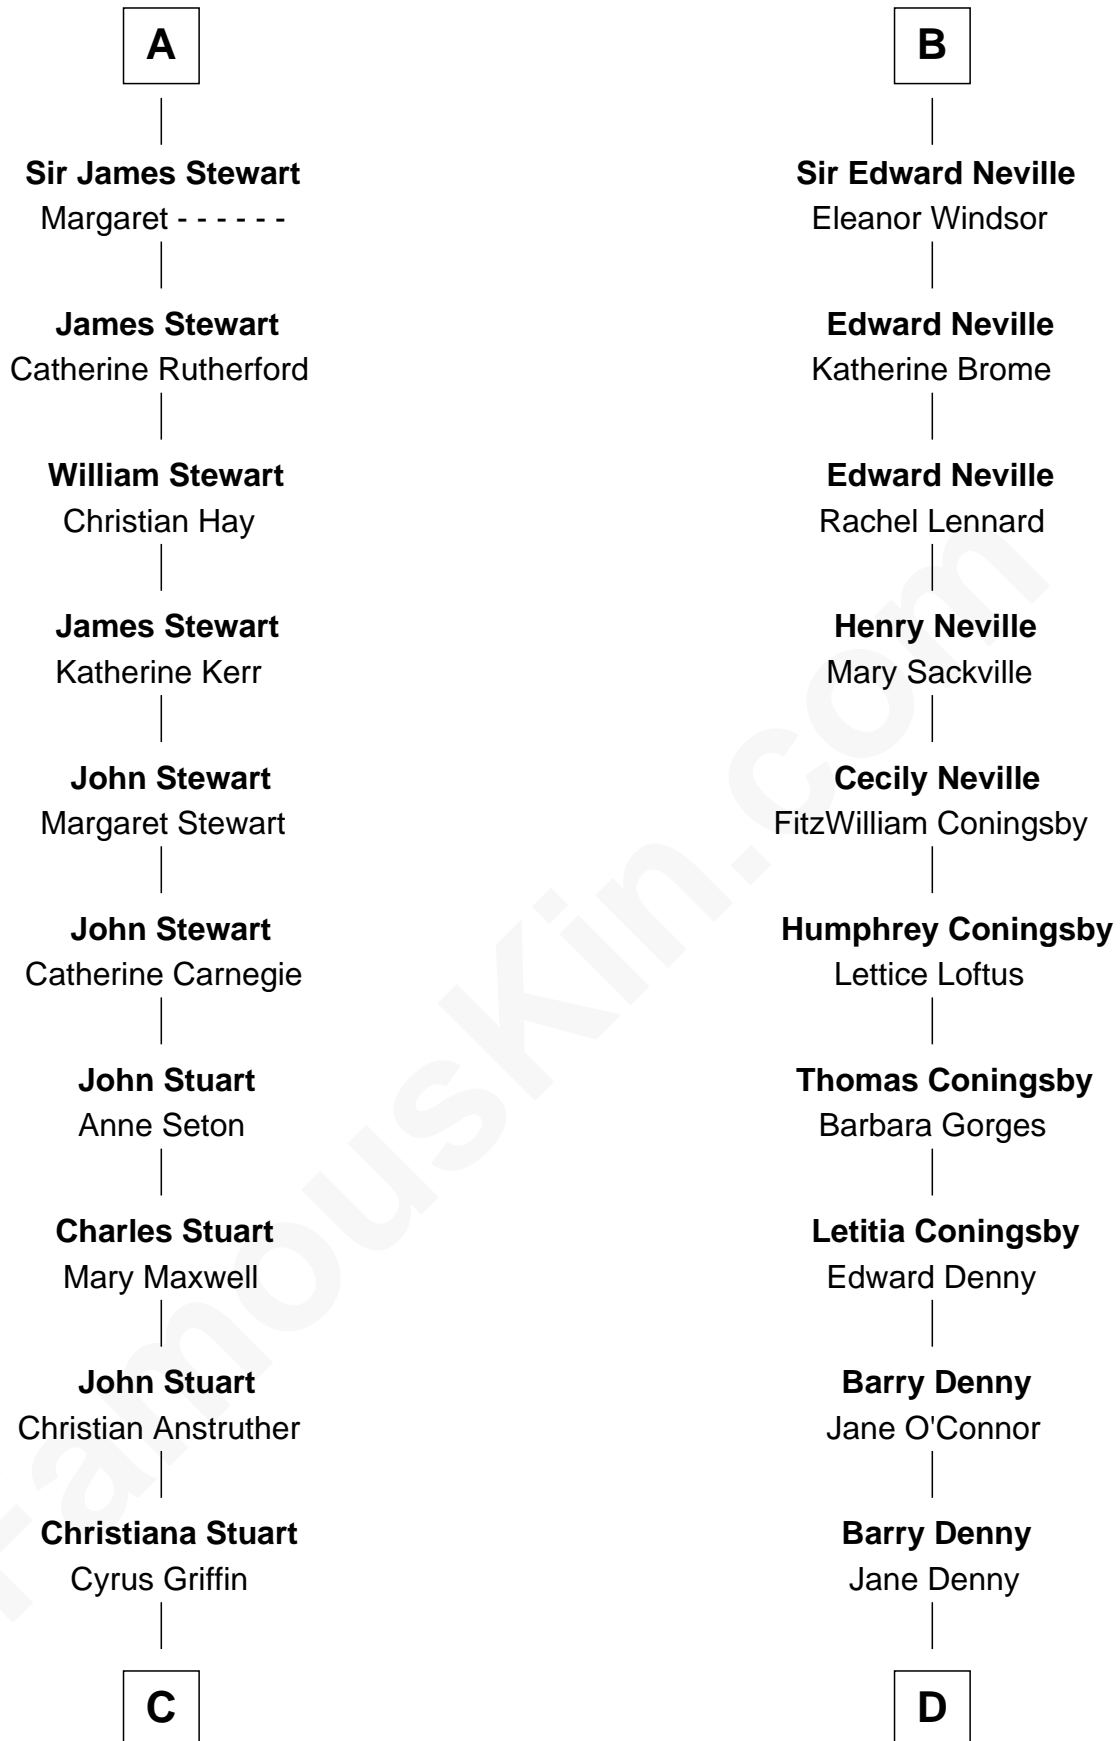 A
Sir James Stewart
Margaret - - - - - -
James Stewart
Catherine Rutherford
William Stewart
Christian Hay
James Stewart
Katherine Kerr
John Stewart
Margaret Stewart
John Stewart
Catherine Carnegie
John Stuart
Anne Seton
Charles Stuart
Mary Maxwell
John Stuart
Christian Anstruther
Christiana Stuart
Cyrus Griffin
C
B
Sir Edward Neville
Eleanor Windsor
Edward Neville
Katherine Brome
Edward Neville
Rachel Lennard
Henry Neville
Mary Sackville
Cecily Neville
FitzWilliam Coningsby
Humphrey Coningsby
Lettice Loftus
Thomas Coningsby
Barbara Gorges
Letitia Coningsby
Edward Denny
Barry Denny
Jane O'Connor
Barry Denny
Jane Denny
D
FamousKin.com